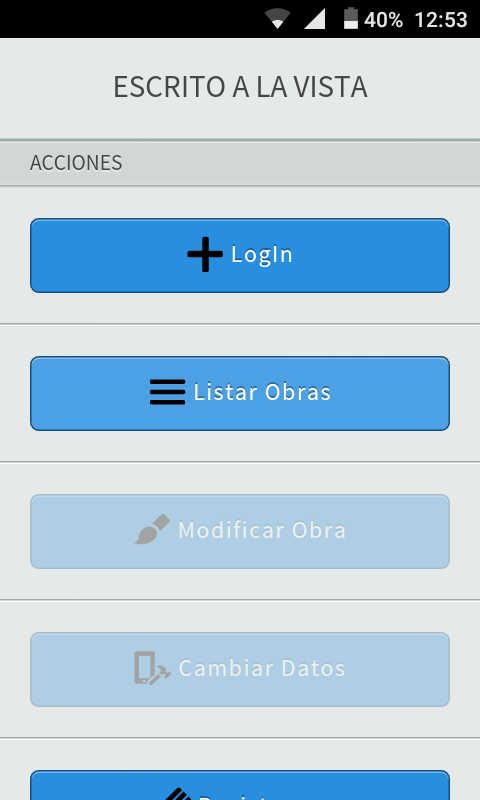 40% 12:53
ESCRITO A LA VISTA
ACCIONES
LogIn
Listar Obras
Modificar Obra
Cambiar Datos